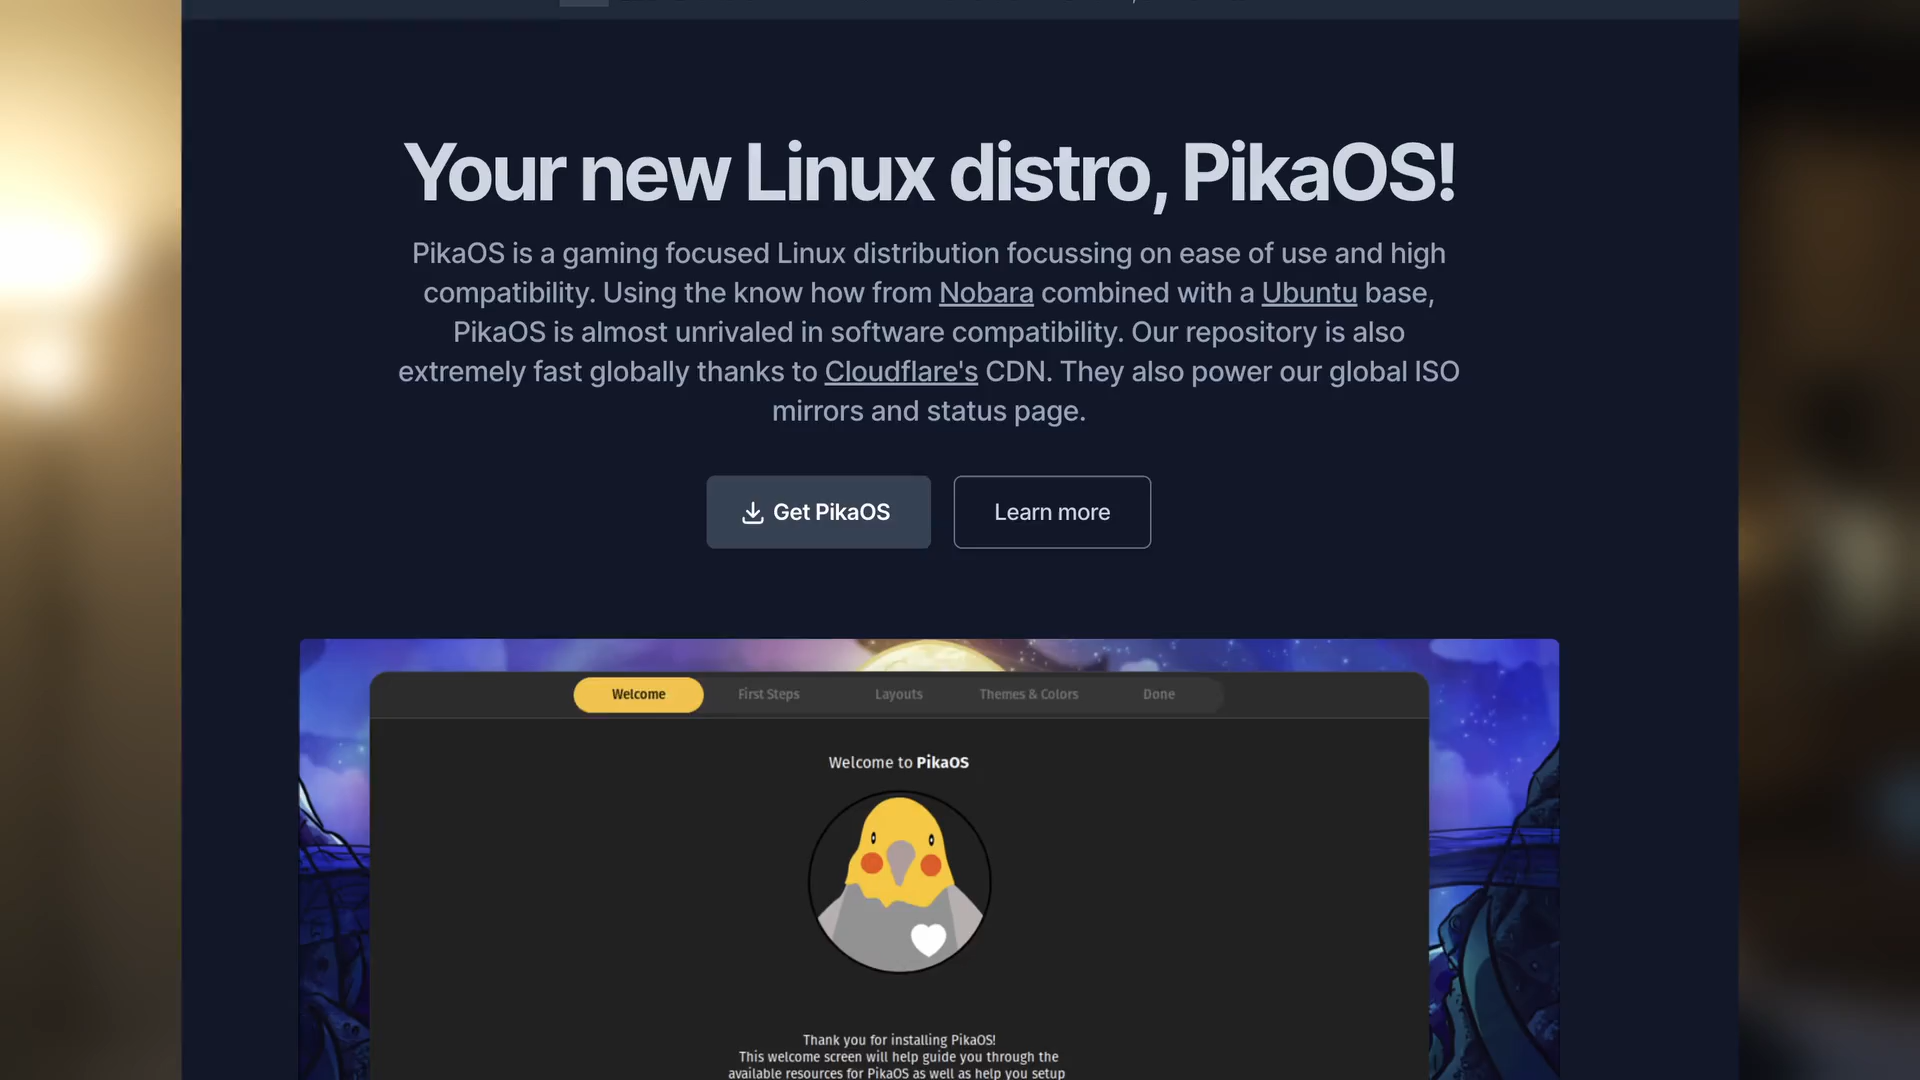 Your new Linux distro, PikaOS!
PikaOS is a gaming focused Linux distribution focussing on ease of use and high
compatibility. Using the know how from Nobara combined with a Ubuntu base,
PikaOS is almost unrivaled in software compatibility. Our repository is also
extremely fast globally thanks to Cloudflare's CDN. They also power our global ISO
mirrors and status page.
Get PikaOS
Learn more
Welcome
First Steps
Layouts
Themes & Colors
Done
Welcome to PikaOS
Thank you for installing PikaOS!
This welcome screen will help guide you through the
available resources for PikaOS as well as help you setup